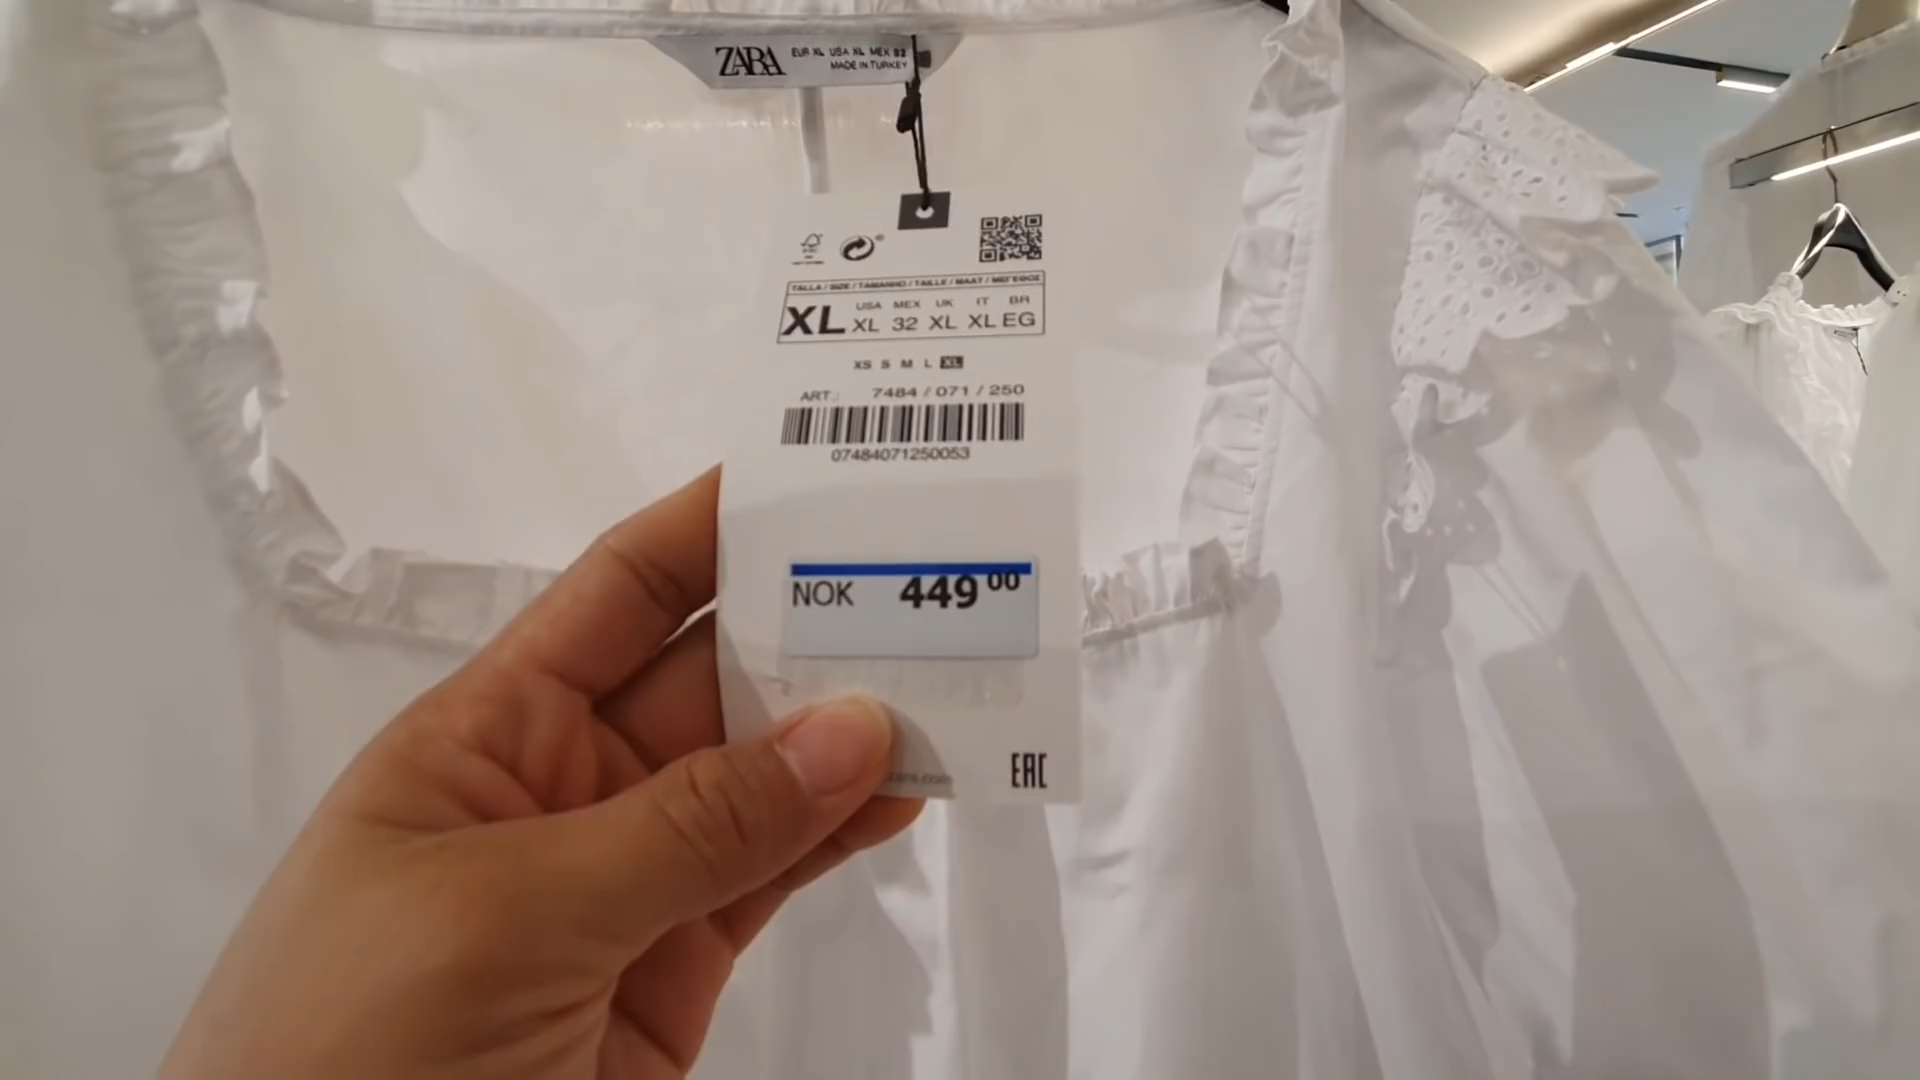 ZARA
EUR XL USA XL MEX 32
MADE IN TURKEY
TALLA / SIZE / TAMANHO / TAILLE / MAAT / ΜΕΓΕΘΟΣ
USA MEX UK IT BR
XL XL 32 XL XL EG
XS S M L XL
ART.: 7484 / 071 / 250
07484071250053
NOK 449 00
zara.com
EAC